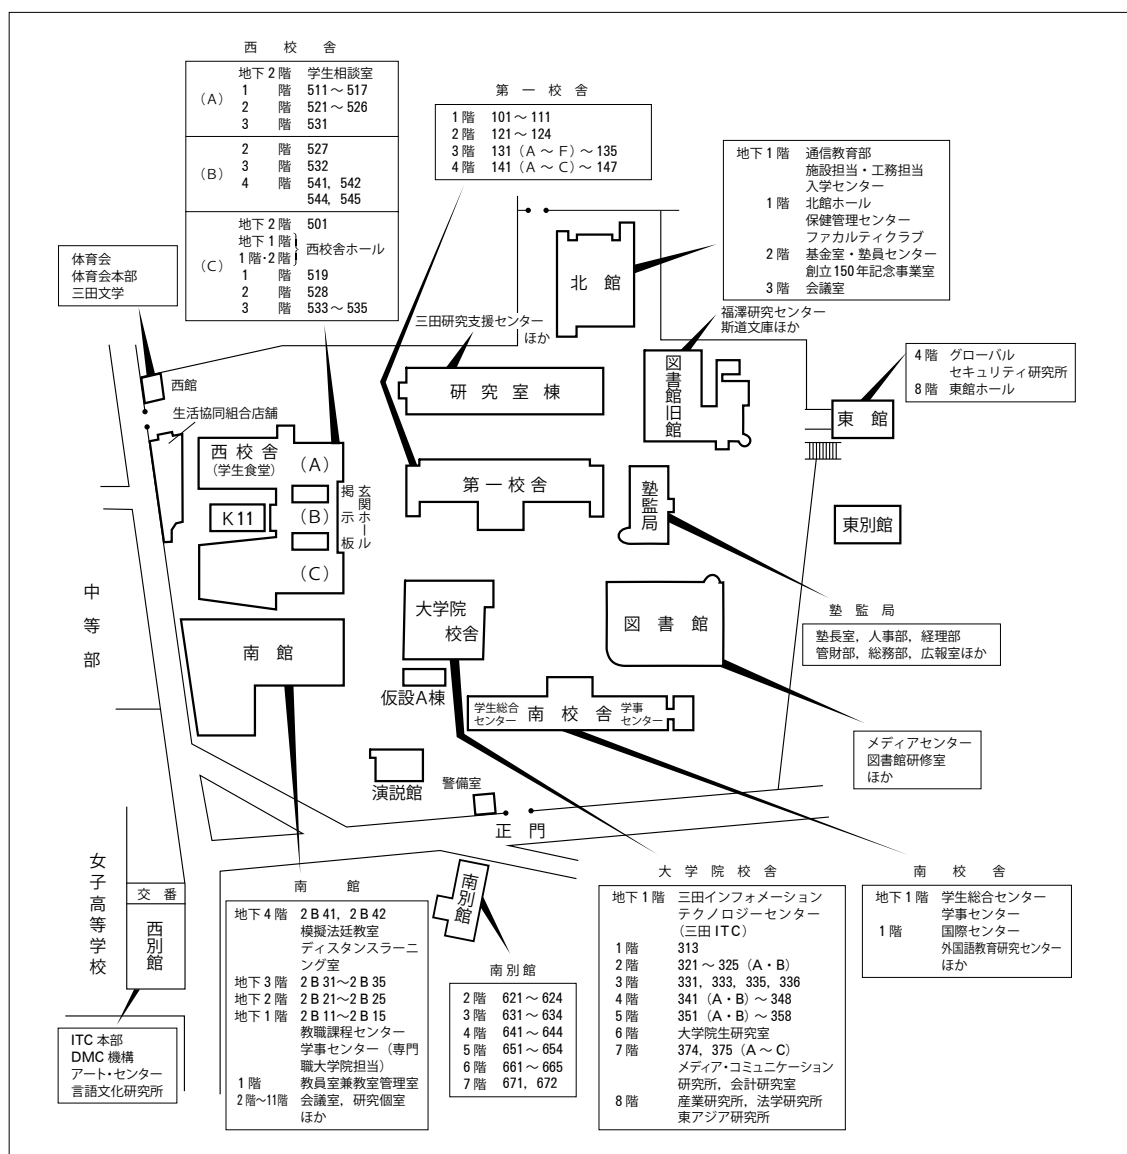 西校舎
(A)
地下2階 学生相談室
1階 511～517
2階 521～526
3階 531
(B)
2階 527
3階 532
4階 541，542
544，545
(C)
地下2階 501
地下1階
1階・2階
西校舎ホール
1階 519
2階 528
3階 533～535
第一校舎
1階 101～111
2階 121～124
3階 131（A～F）～135
4階 141（A～C）～147
地下1階 通信教育部
施設担当・工務担当
入学センター
1階 北館ホール
保健管理センター
ファカルティクラブ
2階 基金室・塾員センター
創立150年記念事業室
3階 会議室
体育会
体育会本部
三田文学
北館
三田研究支援センター
ほか
福澤研究センター
斯道文庫ほか
4階 グローバル
セキュリティ研究所
8階 東館ホール
西館
生活協同組合店舗
研究室棟
図書館旧館
東館
西校舎
(学生食堂)
(A)
掲示板
玄関ホール
K11
(B)
(C)
第一校舎
塾監局
東別館
中等部
大学院
校舎
図書館
塾監局
塾長室，人事部，経理部
管財部，総務部，広報室ほか
南館
仮設A棟
学生総合
センター
南校舎
学事
センター
メディアセンター
図書館研修室
ほか
演説館
警備室
正門
女子高等学校
交番
西別館
南別館
ITC本部
DMC機構
アート・センター
言語文化研究所
南館
地下4階 2B41，2B42
模擬法廷教室
ディスタンスラーニ
ング室
地下3階 2B31～2B35
地下2階 2B21～2B25
地下1階 2B11～2B15
教職課程センター
学事センター（専門
職大学院担当）
1階 教員室兼教室管理室
2階～11階 会議室，研究個室
ほか
南別館
2階 621～624
3階 631～634
4階 641～644
5階 651～654
6階 661～665
7階 671，672
大学院校舎
地下1階 三田インフォメーション
テクノロジーセンター
（三田ITC）
1階 313
2階 321～325（A・B）
3階 331，333，335，336
4階 341（A・B）～348
5階 351（A・B）～358
6階 大学院生研究室
7階 374，375（A～C）
メディア・コミュニケーション
研究所，会計研究室
8階 産業研究所，法学研究所
東アジア研究所
南校舎
地下1階 学生総合センター
学事センター
1階 国際センター
外国語教育研究センター
ほか